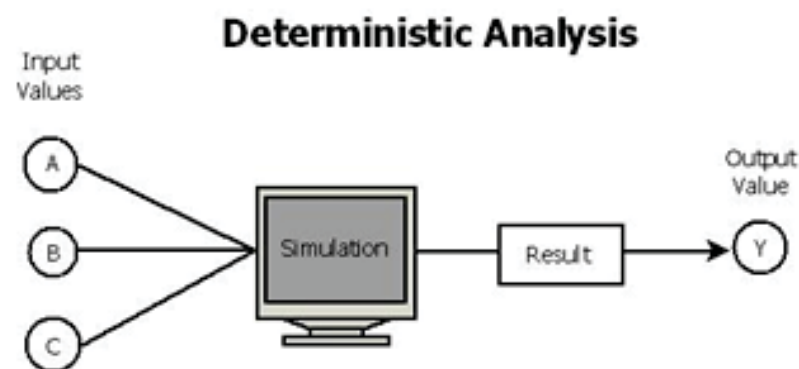 Deterministic Analysis
Input
Values
A
B
C
Simulation
Result
Output
Value
Y